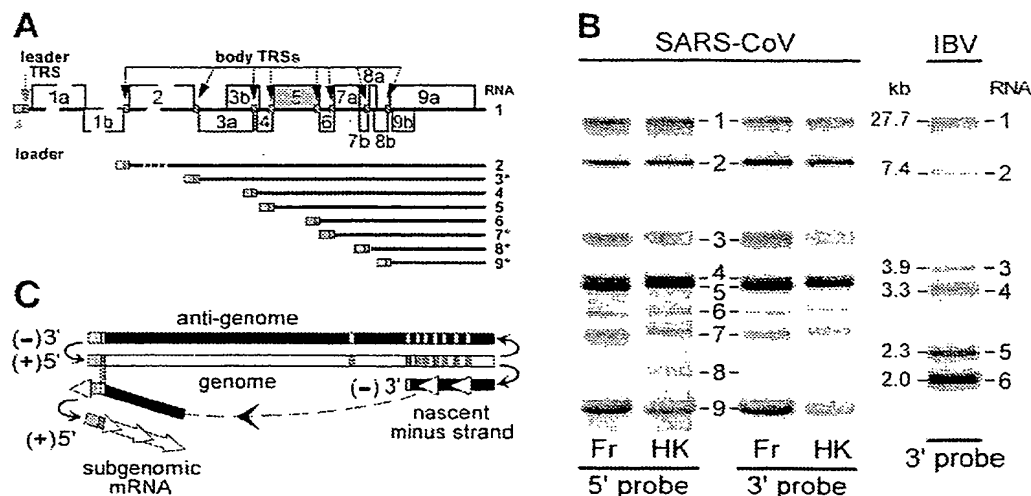 A
leader
TRS
body TRSs
8a
RNA
1a
2
3b
5
7a
9a
1
1b
3a
4
6
7b
8b
9b
leader
2
3*
4
5
6
7*
8*
9*
C
anti-genome
(-)3'
(+)5'
genome
(-) 3'
nascent
minus strand
(+)5'
subgenomic
mRNA
B
SARS-CoV
IBV
kb
RNA
1
27.7
1
2
7.4
2
3
4
3.9
3
5
3.3
4
6
7
2.3
5
8
2.0
6
9
Fr HK Fr HK
5' probe 3' probe
3' probe